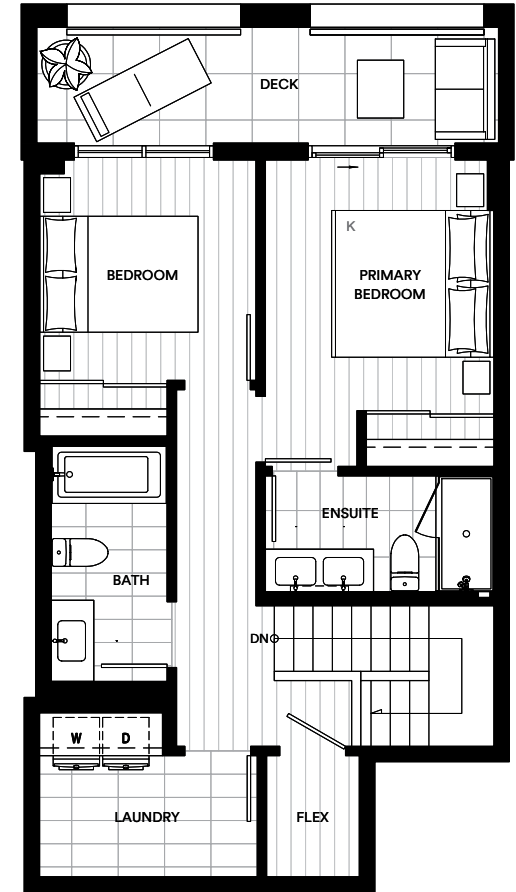 DECK
K
BEDROOM
PRIMARY
BEDROOM
ENSUITE
BATH
DN
W D
LAUNDRY
FLEX